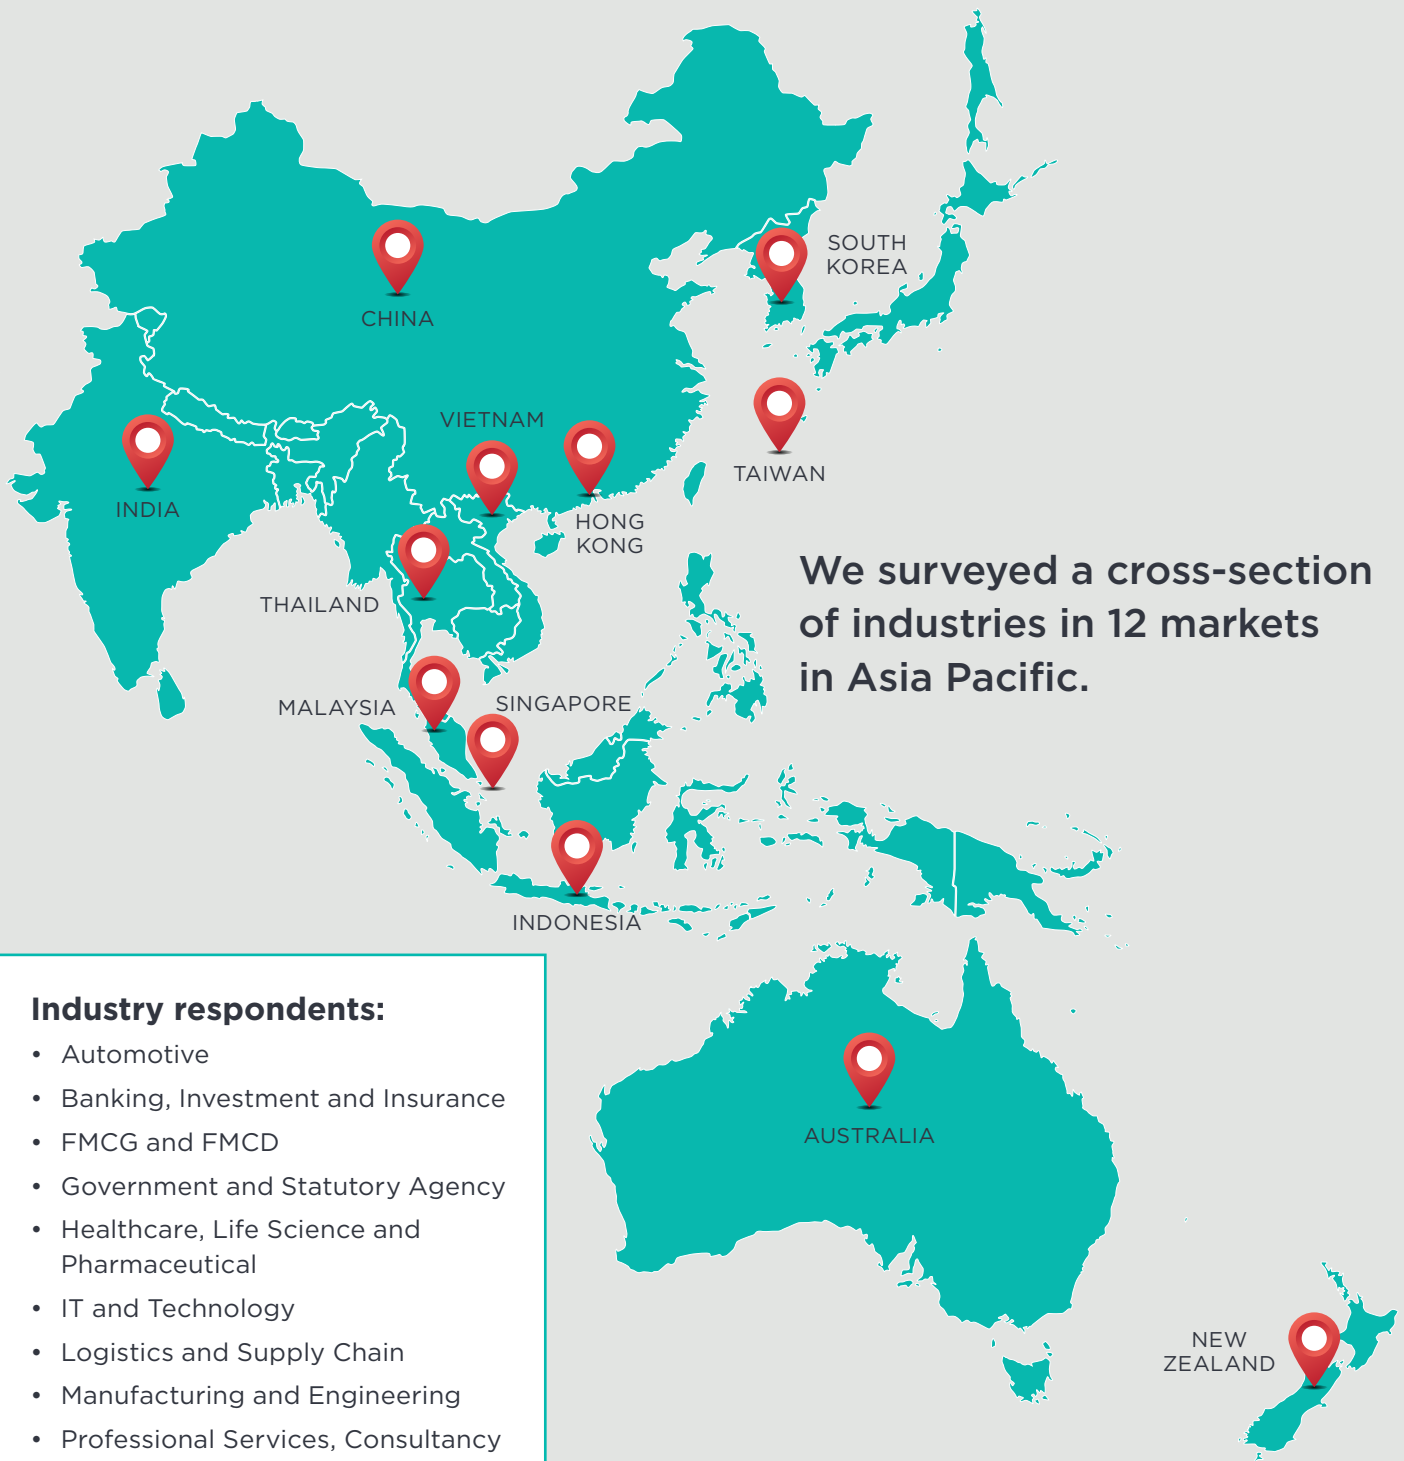 SOUTH
KOREA
CHINA
VIETNAM
TAIWAN
INDIA
HONG
KONG
We surveyed a cross-section
of industries in 12 markets
in Asia Pacific.
THAILAND
MALAYSIA
SINGAPORE
INDONESIA
Industry respondents:
• Automotive
• Banking, Investment and Insurance
• FMCG and FMCD
• Government and Statutory Agency
• Healthcare, Life Science and
Pharmaceutical
• IT and Technology
• Logistics and Supply Chain
• Manufacturing and Engineering
• Professional Services, Consultancy
AUSTRALIA
NEW
ZEALAND